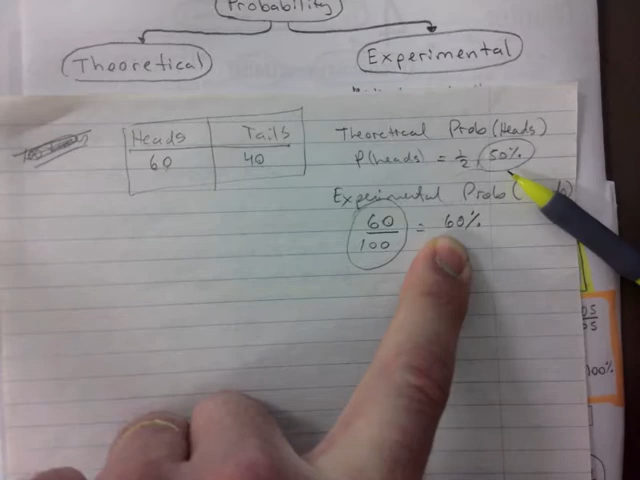 Probability
Theoretical
Experimental
Heads Tails
60 40
Theoretical Prob (Heads)
P(heads) = 1/2 50%
Experimental Prob (
60/100 = 60%
100%